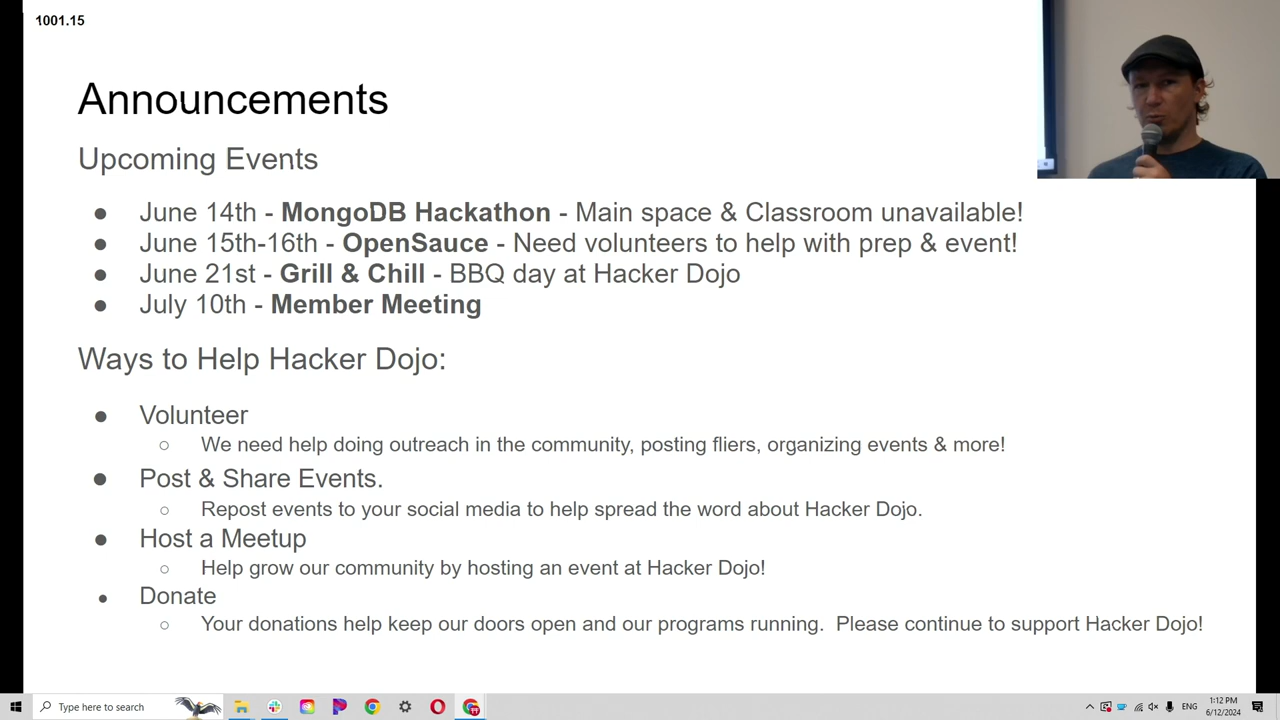 1001.15
Announcements
Upcoming Events
● June 14th - MongoDB Hackathon - Main space & Classroom unavailable!
● June 15th-16th - OpenSauce - Need volunteers to help with prep & event!
● June 21st - Grill & Chill - BBQ day at Hacker Dojo
● July 10th - Member Meeting
Ways to Help Hacker Dojo:
● Volunteer
○ We need help doing outreach in the community, posting fliers, organizing events & more!
● Post & Share Events.
○ Repost events to your social media to help spread the word about Hacker Dojo.
● Host a Meetup
○ Help grow our community by hosting an event at Hacker Dojo!
● Donate
○ Your donations help keep our doors open and our programs running.  Please continue to support Hacker Dojo!
Type here to search
1:12 PM
6/12/2024